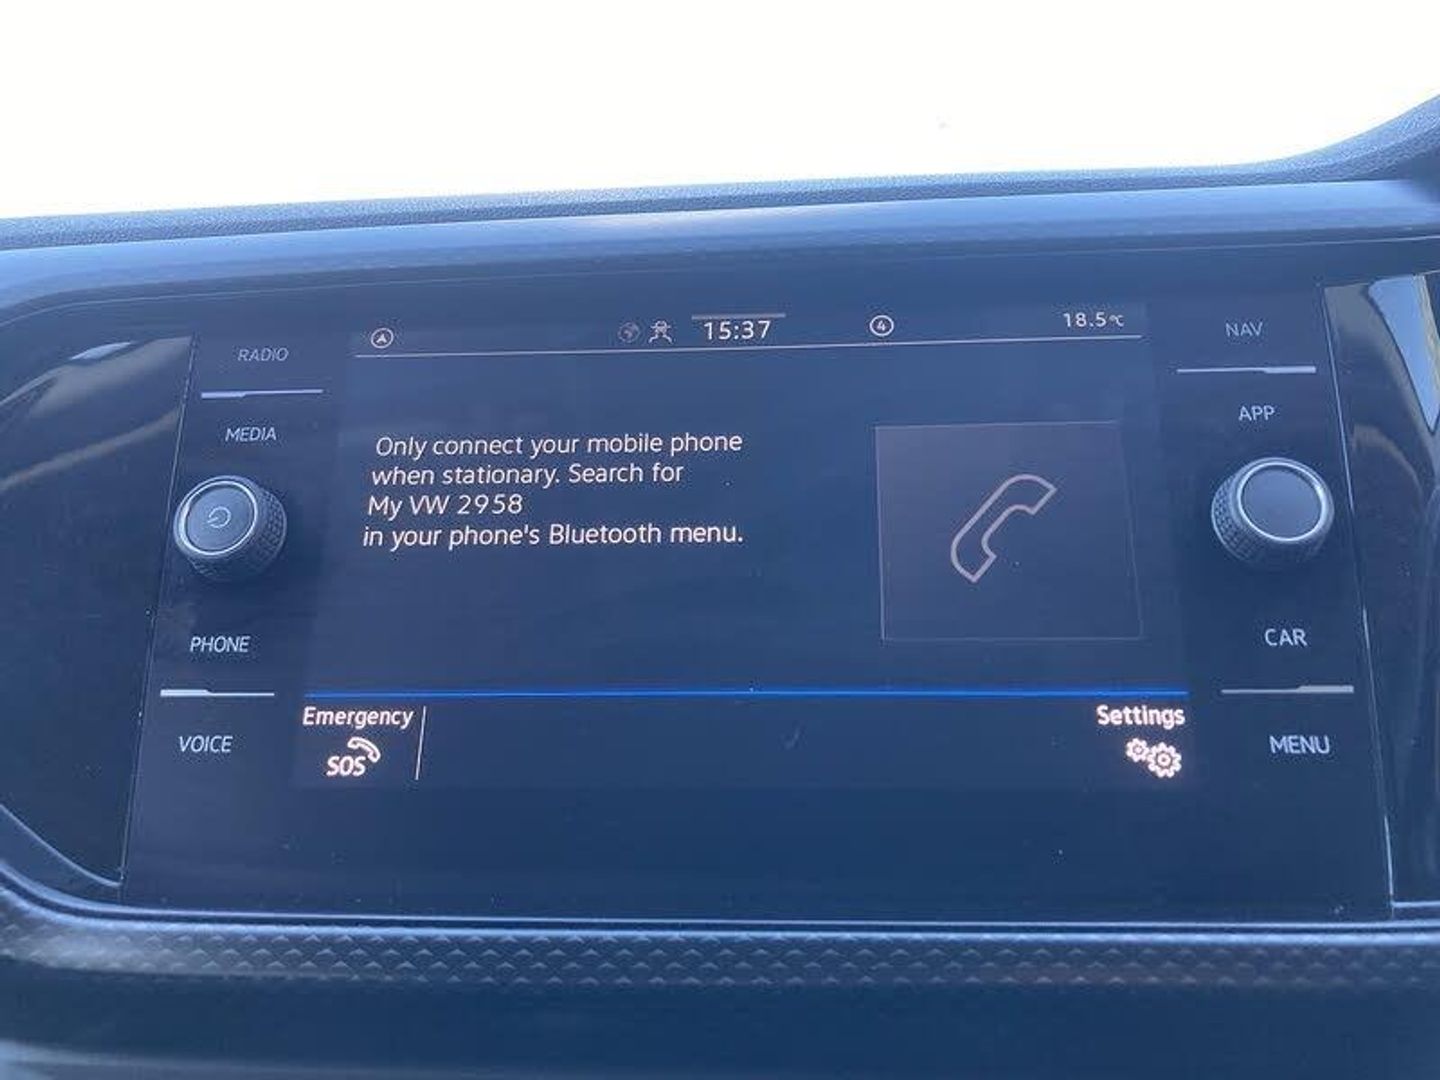 RADIO
MEDIA
PHONE
VOICE
15:37
4
18.5°C
Only connect your mobile phone
when stationary. Search for
My VW 2958
in your phone's Bluetooth menu.
Emergency
SOS
Settings
NAV
APP
CAR
MENU